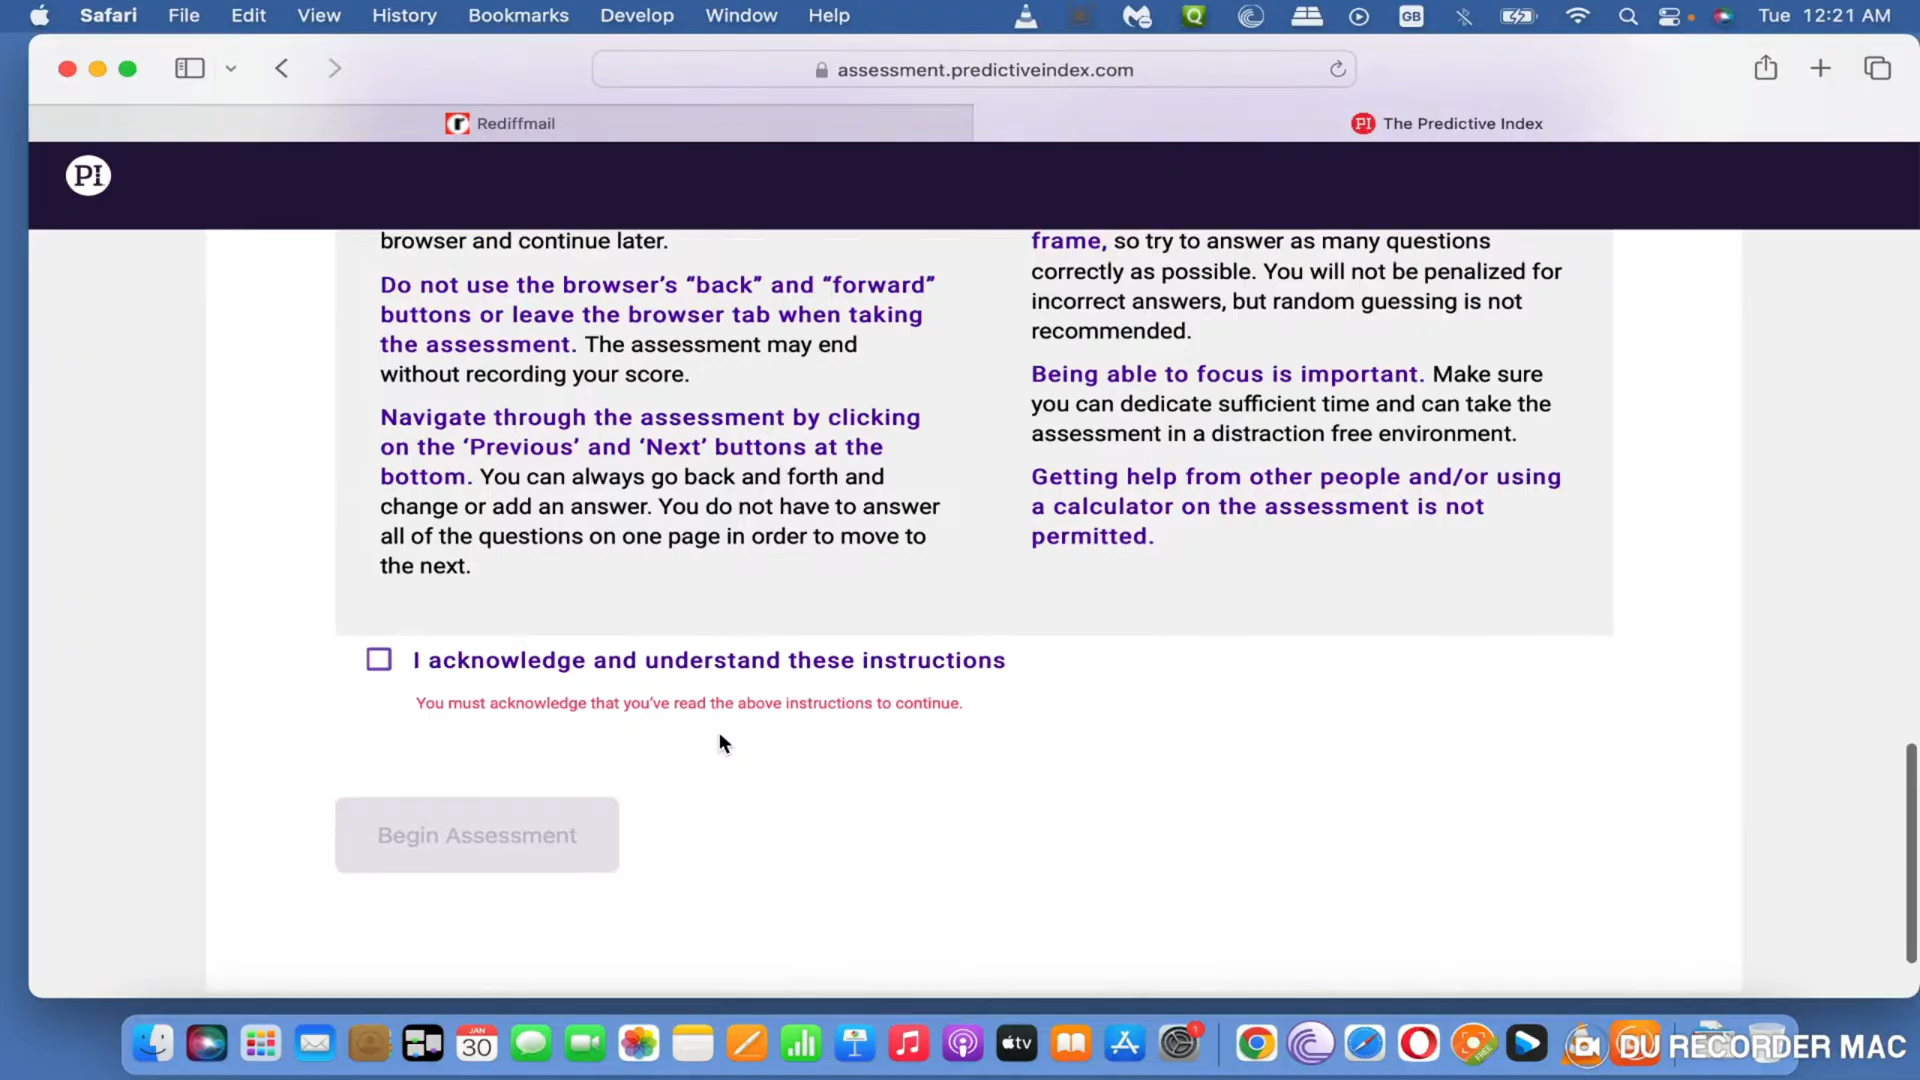 Safari File Edit View History Bookmarks Develop Window Help
Q GB Tue 12:21 AM
assessment.predictiveindex.com
Rediffmail
PI The Predictive Index
PI
browser and continue later.
Do not use the browser’s “back” and “forward”
buttons or leave the browser tab when taking
the assessment. The assessment may end
without recording your score.
Navigate through the assessment by clicking
on the ‘Previous’ and ‘Next’ buttons at the
bottom. You can always go back and forth and
change or add an answer. You do not have to answer
all of the questions on one page in order to move to
the next.
frame, so try to answer as many questions
correctly as possible. You will not be penalized for
incorrect answers, but random guessing is not
recommended.
Being able to focus is important. Make sure
you can dedicate sufficient time and can take the
assessment in a distraction free environment.
Getting help from other people and/or using
a calculator on the assessment is not
permitted.
I acknowledge and understand these instructions
You must acknowledge that you’ve read the above instructions to continue.
Begin Assessment
JAN
30
tv
1
FREE
DU RECORDER MAC